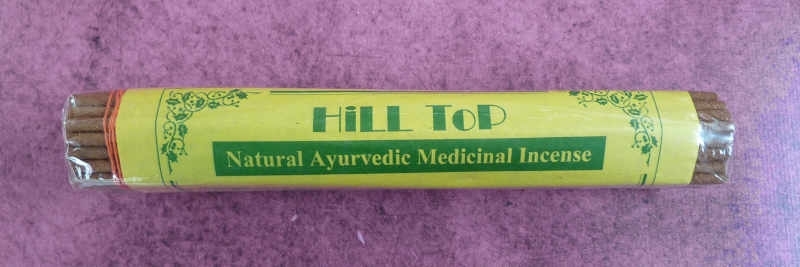 HiLL ToP
Natural Ayurvedic Medicinal Incense